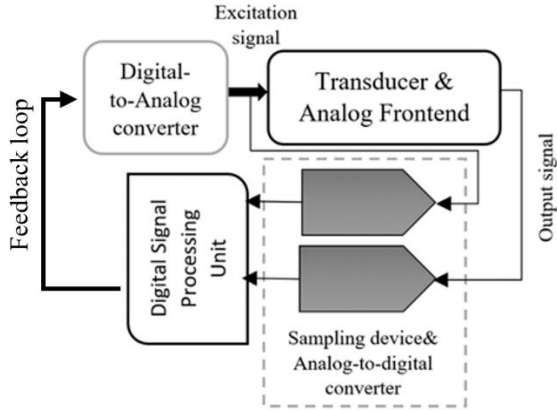 Excitation
signal
Digital-
to-Analog
converter
Transducer &
Analog Frontend
Feedback loop
Output signal
Digital Signal
Processing
Unit
Sampling device&
Analog-to-digital
converter